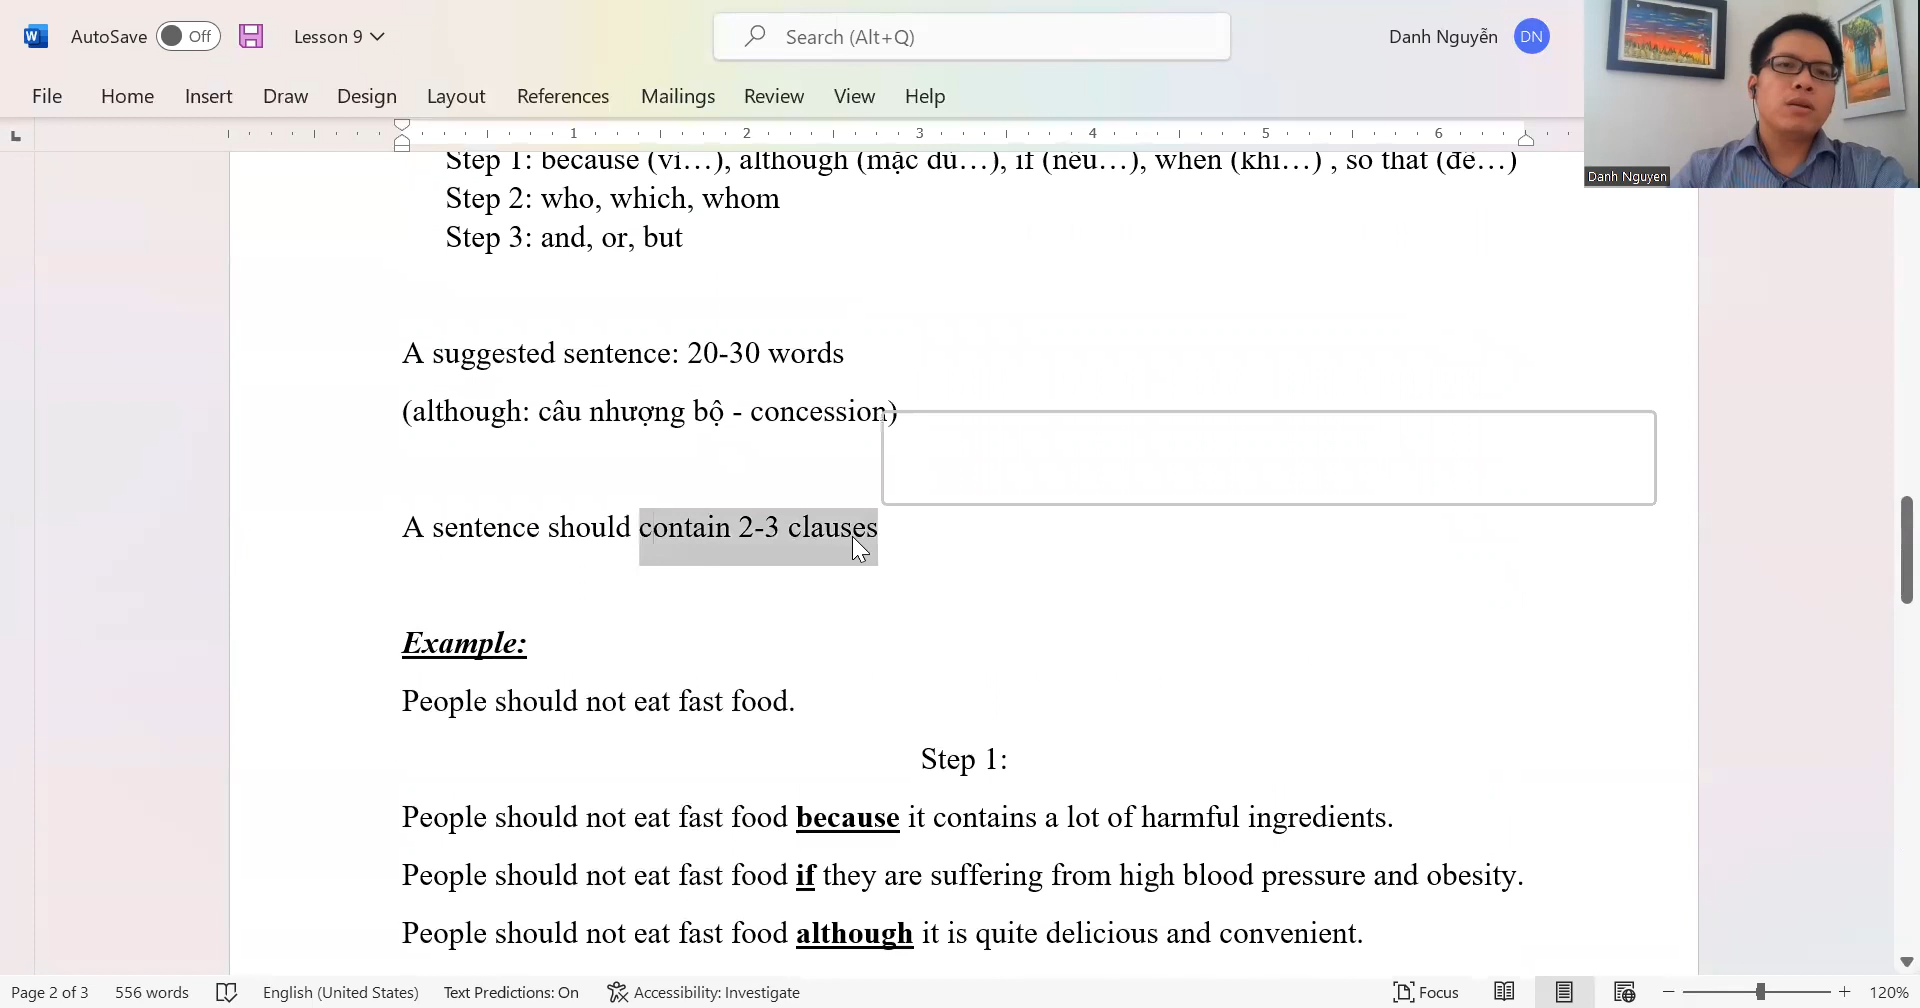 AutoSave Off Lesson 9 Search (Alt+Q) Danh Nguyễn DN
File Home Insert Draw Design Layout References Mailings Review View Help
1 2 3 4 5 6
Step 1: because (vì…), although (mặc dù…), if (nếu…), when (khi…) , so that (để…)
Danh Nguyen
Step 2: who, which, whom
Step 3: and, or, but
A suggested sentence: 20-30 words
(although: câu nhượng bộ - concession)
A sentence should contain 2-3 clauses
Example:
People should not eat fast food.
Step 1:
People should not eat fast food because it contains a lot of harmful ingredients.
People should not eat fast food if they are suffering from high blood pressure and obesity.
People should not eat fast food although it is quite delicious and convenient.
Page 2 of 3 556 words English (United States) Text Predictions: On Accessibility: Investigate Focus 120%